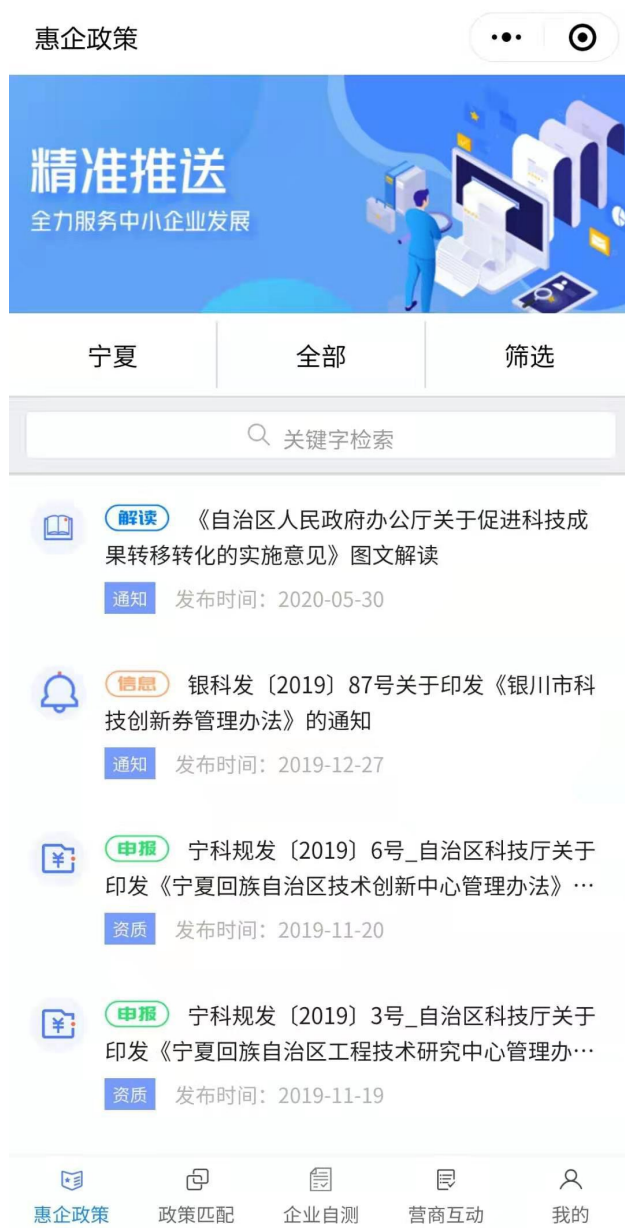 惠企政策
精准推送
全力服务中小企业发展
宁夏
全部
筛选
关键字检索
解读 《自治区人民政府办公厅关于促进科技成
果转移转化的实施意见》图文解读
通知 发布时间：2020-05-30
信息 银科发〔2019〕87号关于印发《银川市科
技创新券管理办法》的通知
通知 发布时间：2019-12-27
申报 宁科规发〔2019〕6号_自治区科技厅关于
印发《宁夏回族自治区技术创新中心管理办法》…
资质 发布时间：2019-11-20
申报 宁科规发〔2019〕3号_自治区科技厅关于
印发《宁夏回族自治区工程技术研究中心管理办…
资质 发布时间：2019-11-19
惠企政策
政策匹配
企业自测
营商互动
我的